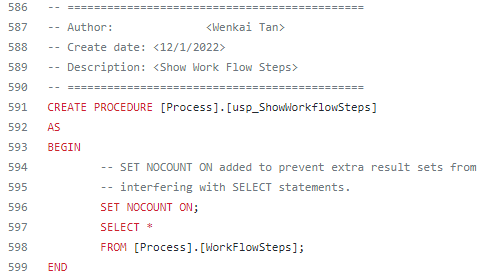 586 -- =============================================
587 -- Author: <Wenkai Tan>
588 -- Create date: <12/1/2022>
589 -- Description: <Show Work Flow Steps>
590 -- =============================================
591 CREATE PROCEDURE [Process].[usp_ShowWorkflowSteps]
592 AS
593 BEGIN
594 -- SET NOCOUNT ON added to prevent extra result sets from
595 -- interfering with SELECT statements.
596 SET NOCOUNT ON;
597 SELECT *
598 FROM [Process].[WorkFlowSteps];
599 END